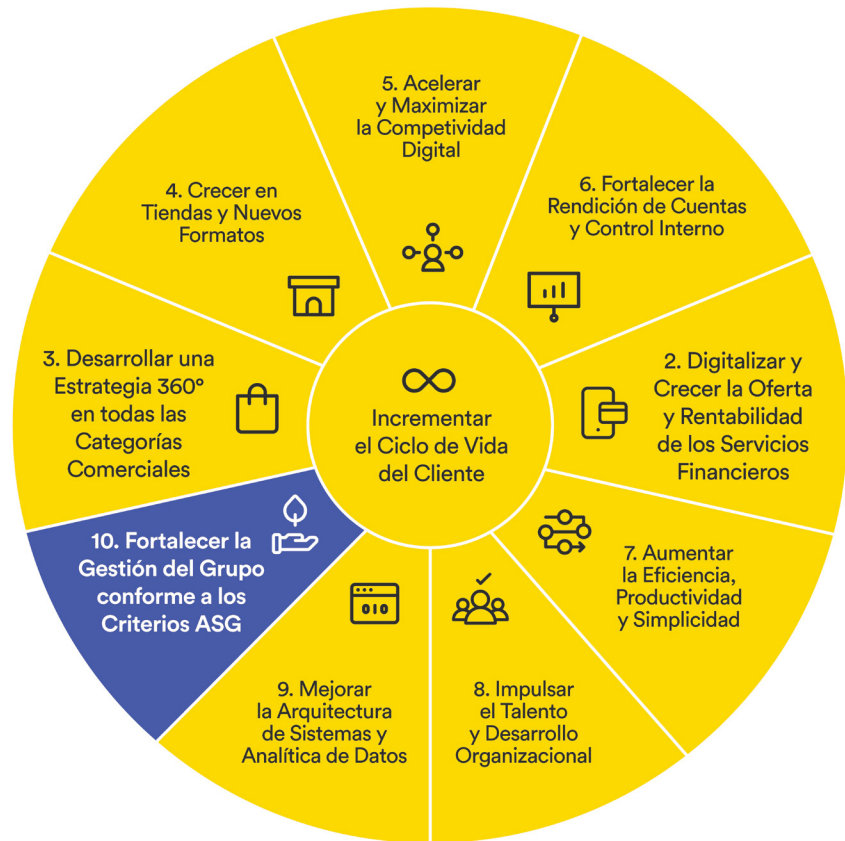 5. Acelerar
y Maximizar
la Competividad
Digital
4. Crecer en
Tiendas y Nuevos
Formatos
6. Fortalecer la
Rendición de Cuentas
y Control Interno
3. Desarrollar una
Estrategia 360°
en todas las
Categorías
Comerciales
Incrementar
el Ciclo de Vida
del Cliente
2. Digitalizar y
Crecer la Oferta
y Rentabilidad
de los Servicios
Financieros
10. Fortalecer la
Gestión del Grupo
conforme a los
Criterios ASG
010
7. Aumentar
la Eficiencia,
Productividad
y Simplicidad
9. Mejorar
la Arquitectura
de Sistemas y
Analítica de Datos
8. Impulsar
el Talento
y Desarrollo
Organizacional